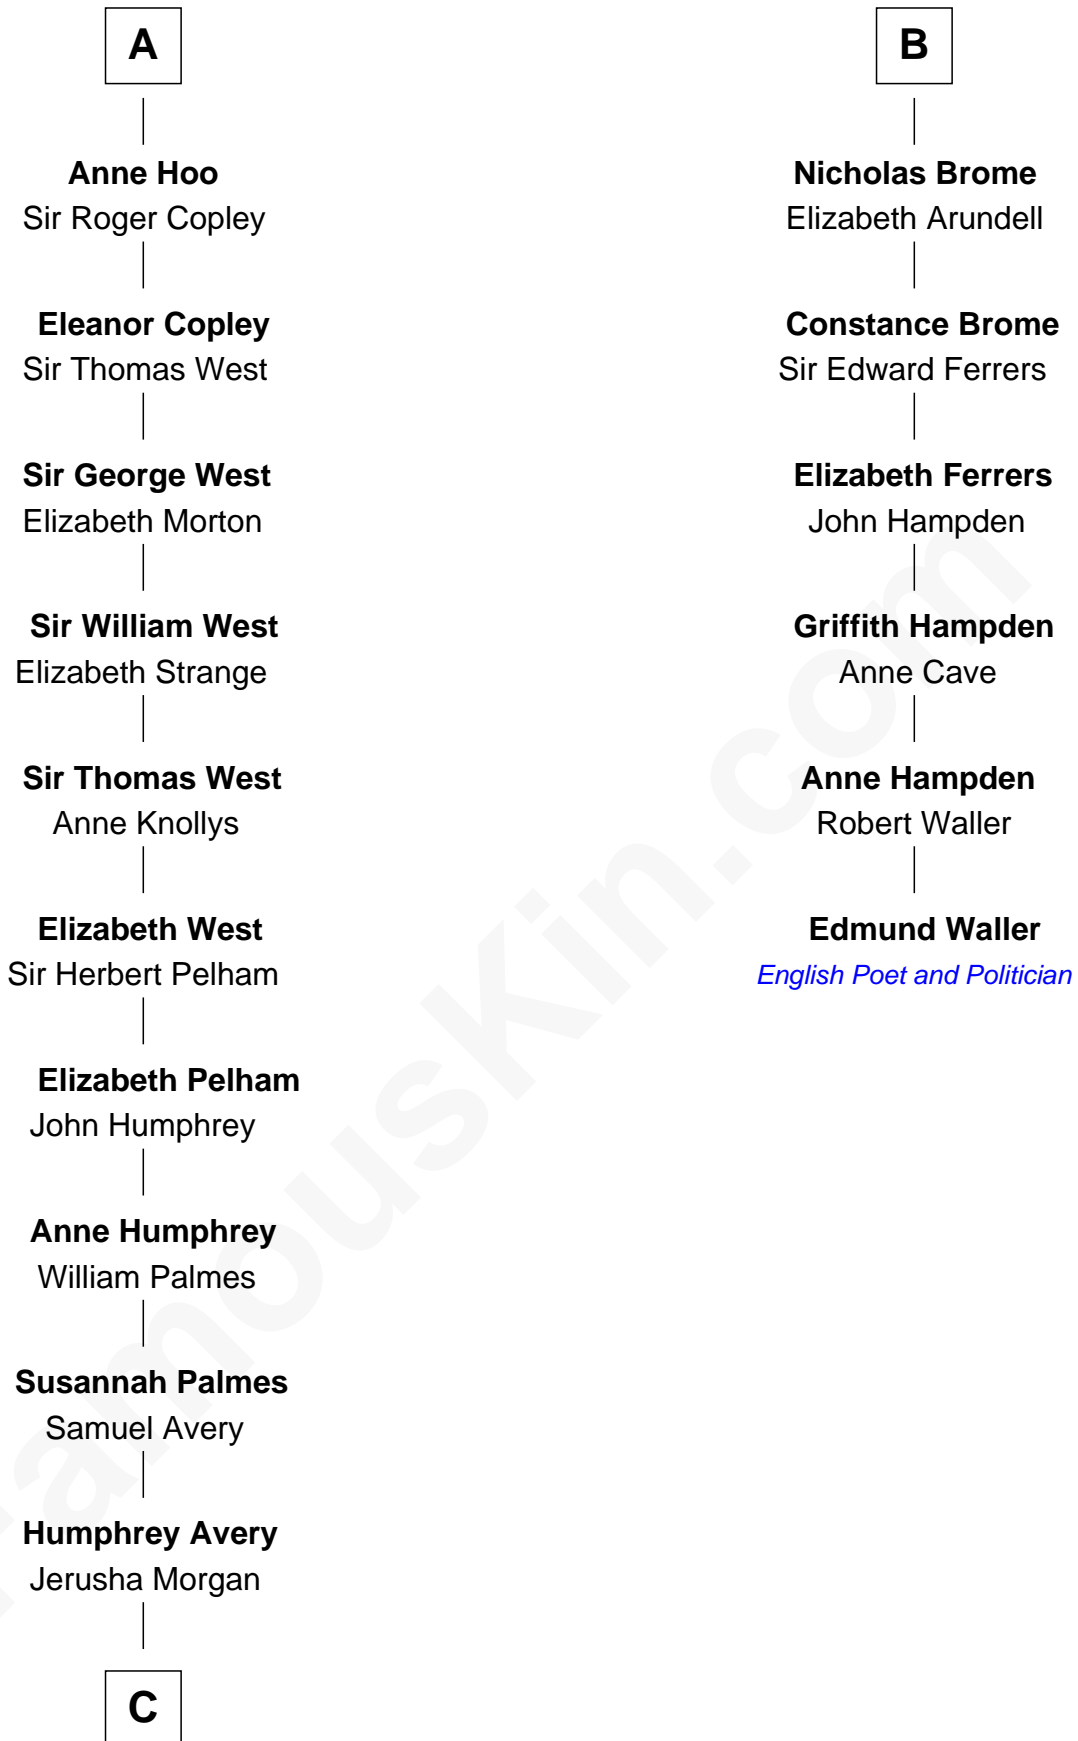 A
Anne Hoo
Sir Roger Copley
Eleanor Copley
Sir Thomas West
Sir George West
Elizabeth Morton
Sir William West
Elizabeth Strange
Sir Thomas West
Anne Knollys
Elizabeth West
Sir Herbert Pelham
Elizabeth Pelham
John Humphrey
Anne Humphrey
William Palmes
Susannah Palmes
Samuel Avery
Humphrey Avery
Jerusha Morgan
C
B
Nicholas Brome
Elizabeth Arundell
Constance Brome
Sir Edward Ferrers
Elizabeth Ferrers
John Hampden
Griffith Hampden
Anne Cave
Anne Hampden
Robert Waller
Edmund Waller
English Poet and Politician
FamousKin.com